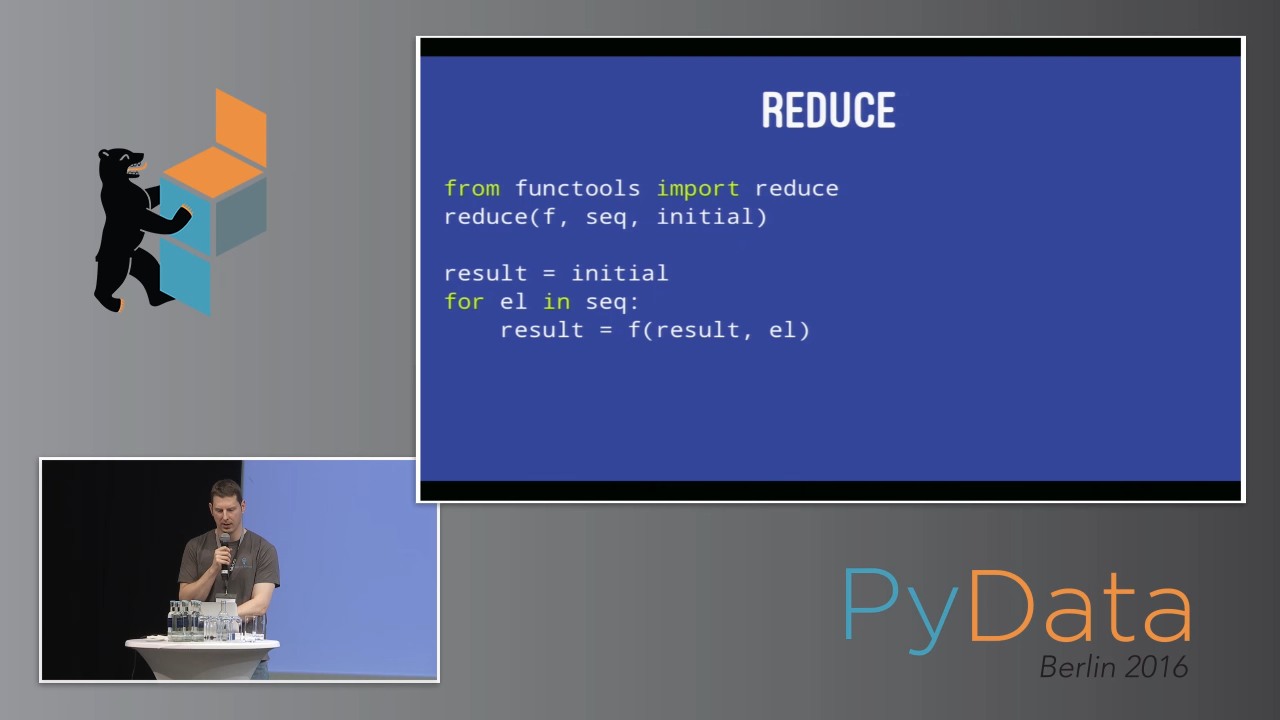 REDUCE
from functools import reduce
reduce(f, seq, initial)
result = initial
for el in seq:
    result = f(result, el)
PyData
Berlin 2016